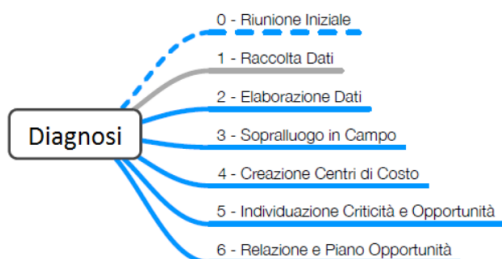 0 - Riunione Iniziale
1 - Raccolta Dati
2 - Elaborazione Dati
Diagnosi
3 - Sopralluogo in Campo
4 - Creazione Centri di Costo
5 - Individuazione Criticità e Opportunità
6 - Relazione e Piano Opportunità